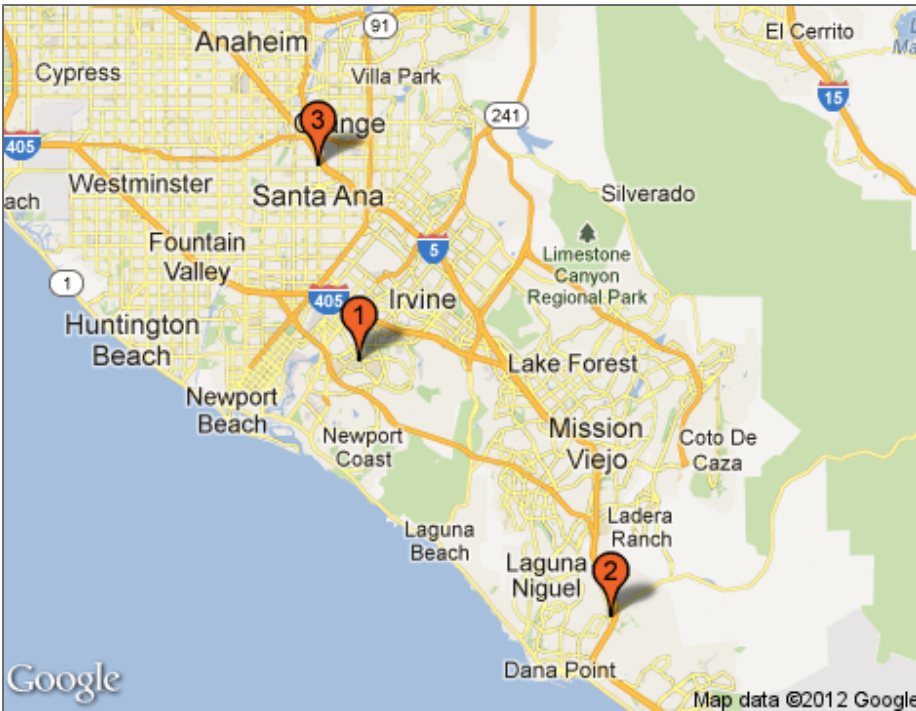 91
Anaheim
El Cerrito
Cypress
Villa Park
15
3
241
405
Westminster
Santa Ana
Silverado
ach
Fountain
Valley
5
Limestone
Canyon
Regional Park
1
405
Irvine
1
Huntington
Beach
Lake Forest
Newport
Beach
Mission
Viejo
Newport
Coast
Coto De
Caza
Laguna
Beach
Ladera
Ranch
Laguna
Niguel
2
Dana Point
Google
Map data ©2012 Google